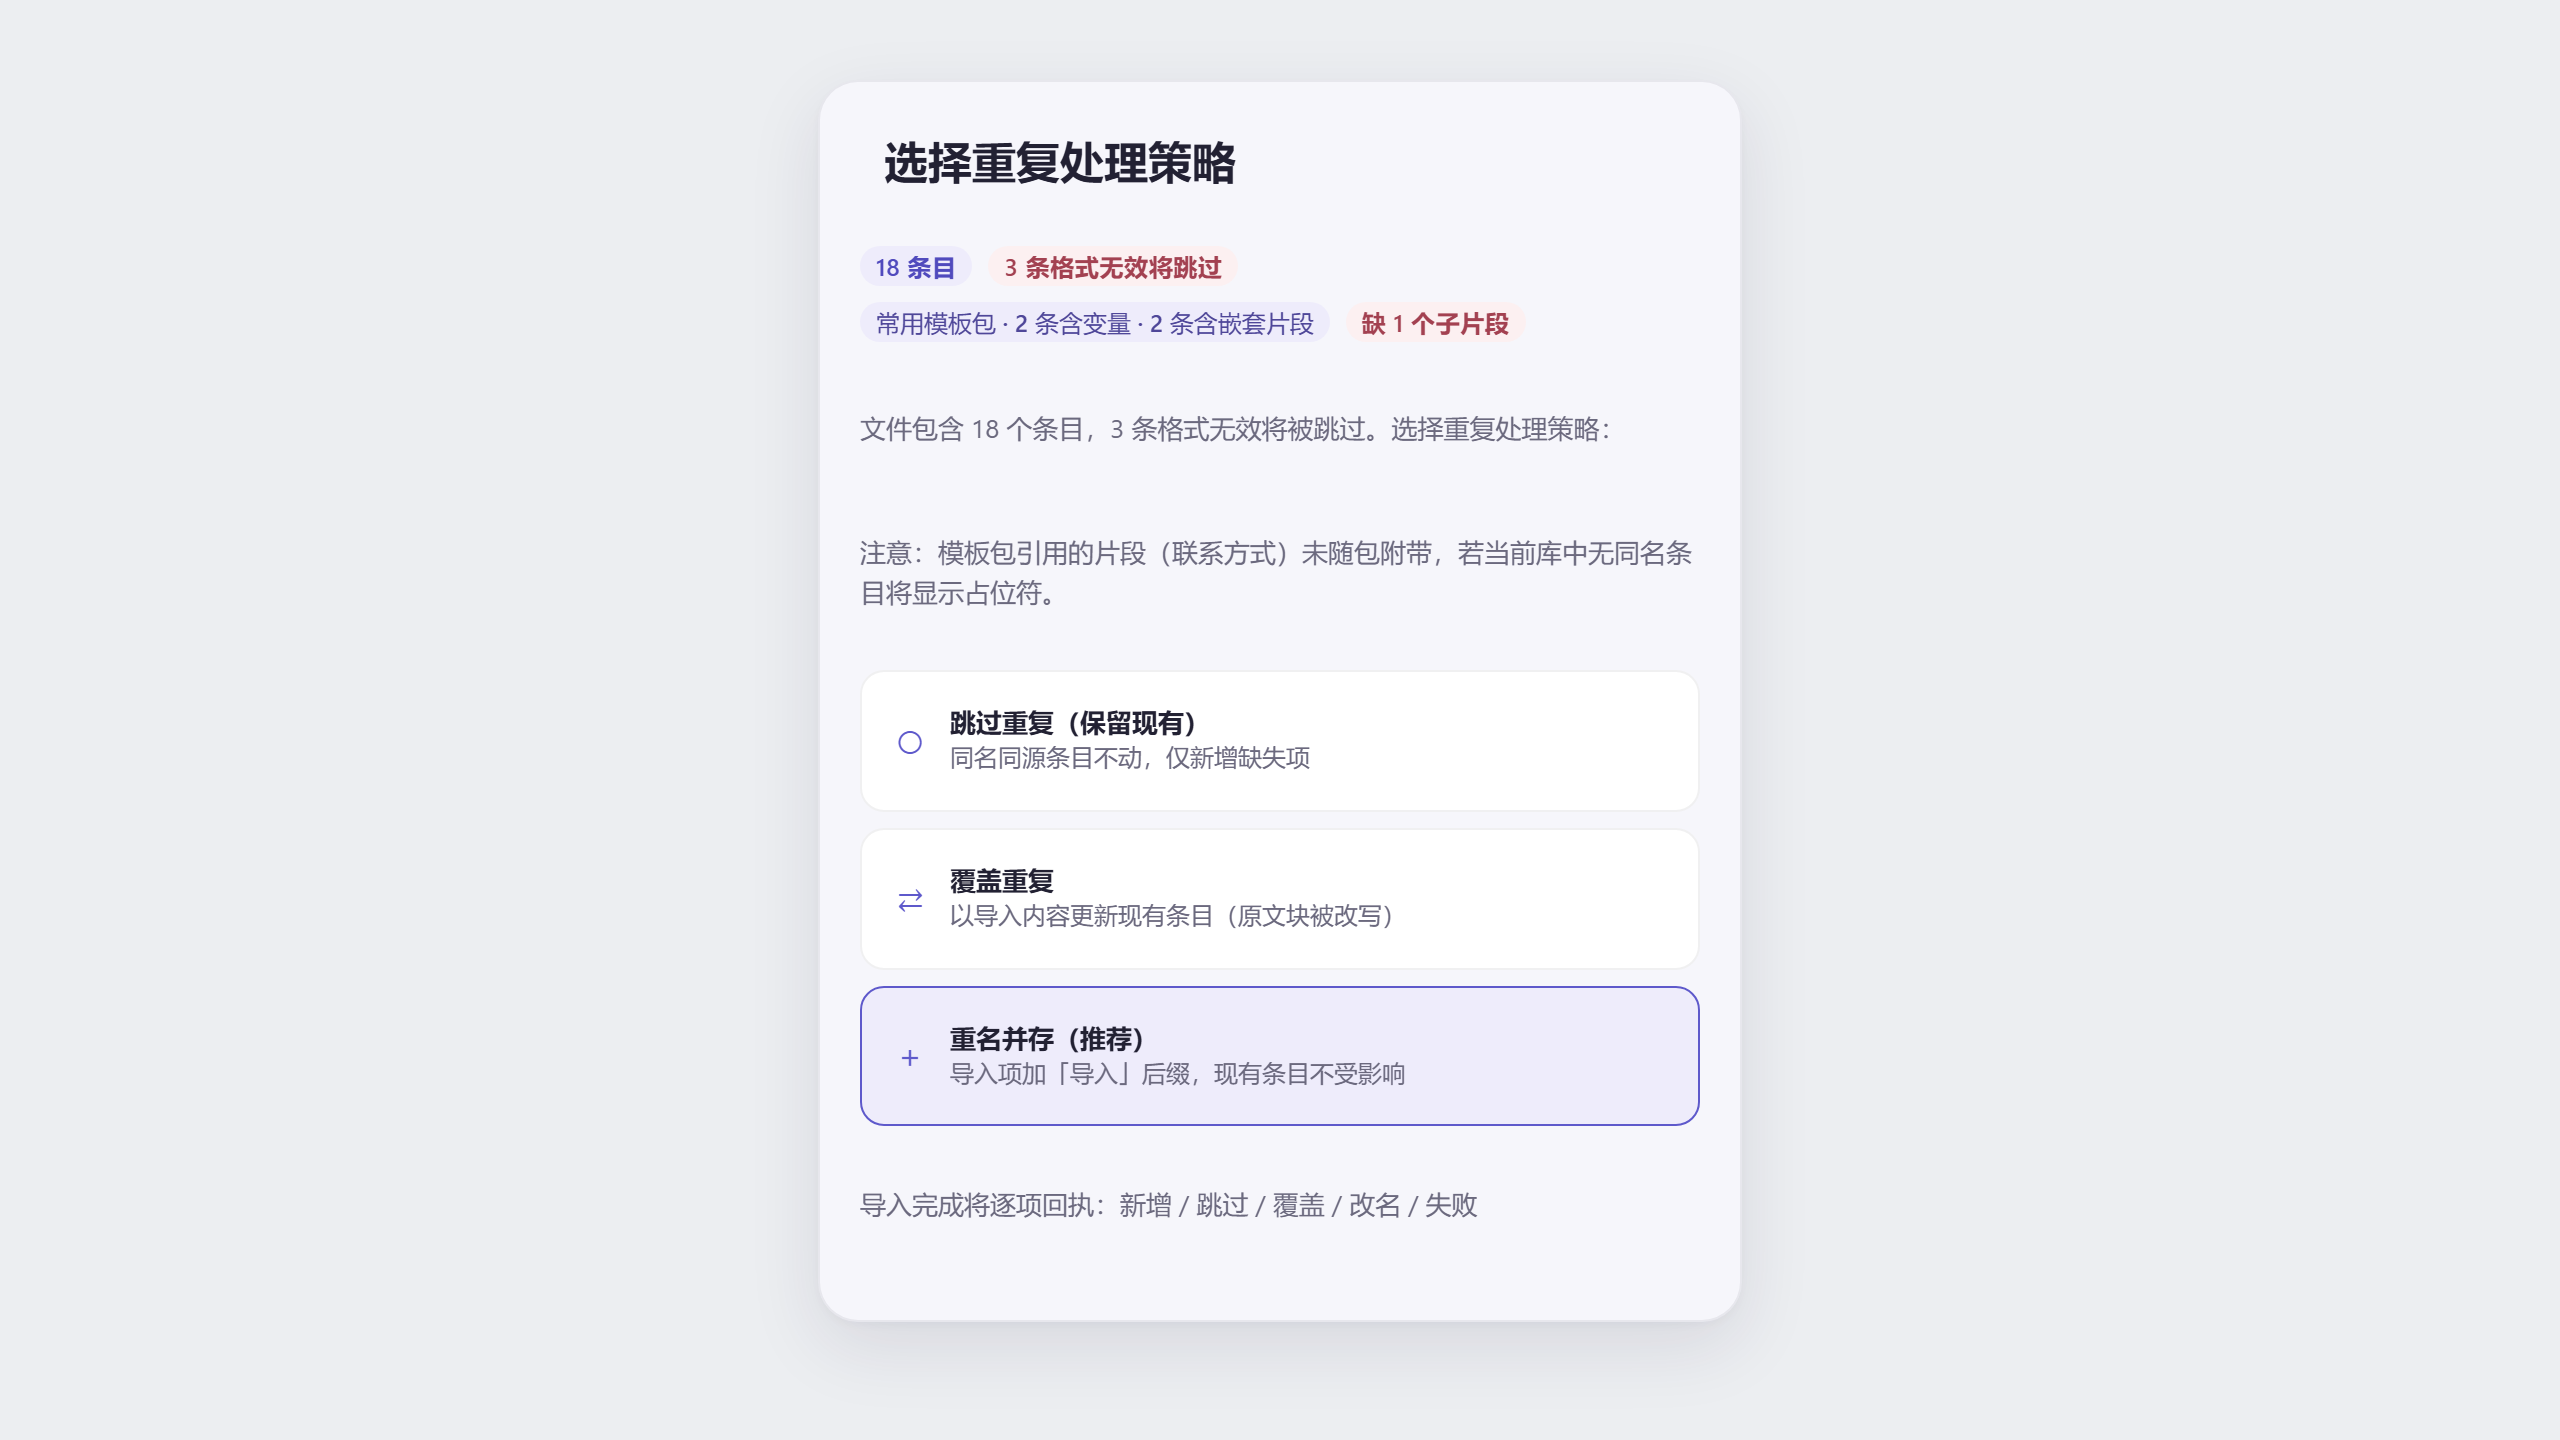 选择重复处理策略
18 条目
3 条格式无效将跳过
常用模板包 · 2 条含变量 · 2 条含嵌套片段
缺 1 个子片段
文件包含 18 个条目，3 条格式无效将被跳过。选择重复处理策略：
注意：模板包引用的片段（联系方式）未随包附带，若当前库中无同名条
目将显示占位符。
跳过重复（保留现有）
同名同源条目不动，仅新增缺失项
覆盖重复
以导入内容更新现有条目（原文块被改写）
重名并存（推荐）
导入项加「导入」后缀，现有条目不受影响
导入完成将逐项回执：新增 / 跳过 / 覆盖 / 改名 / 失败